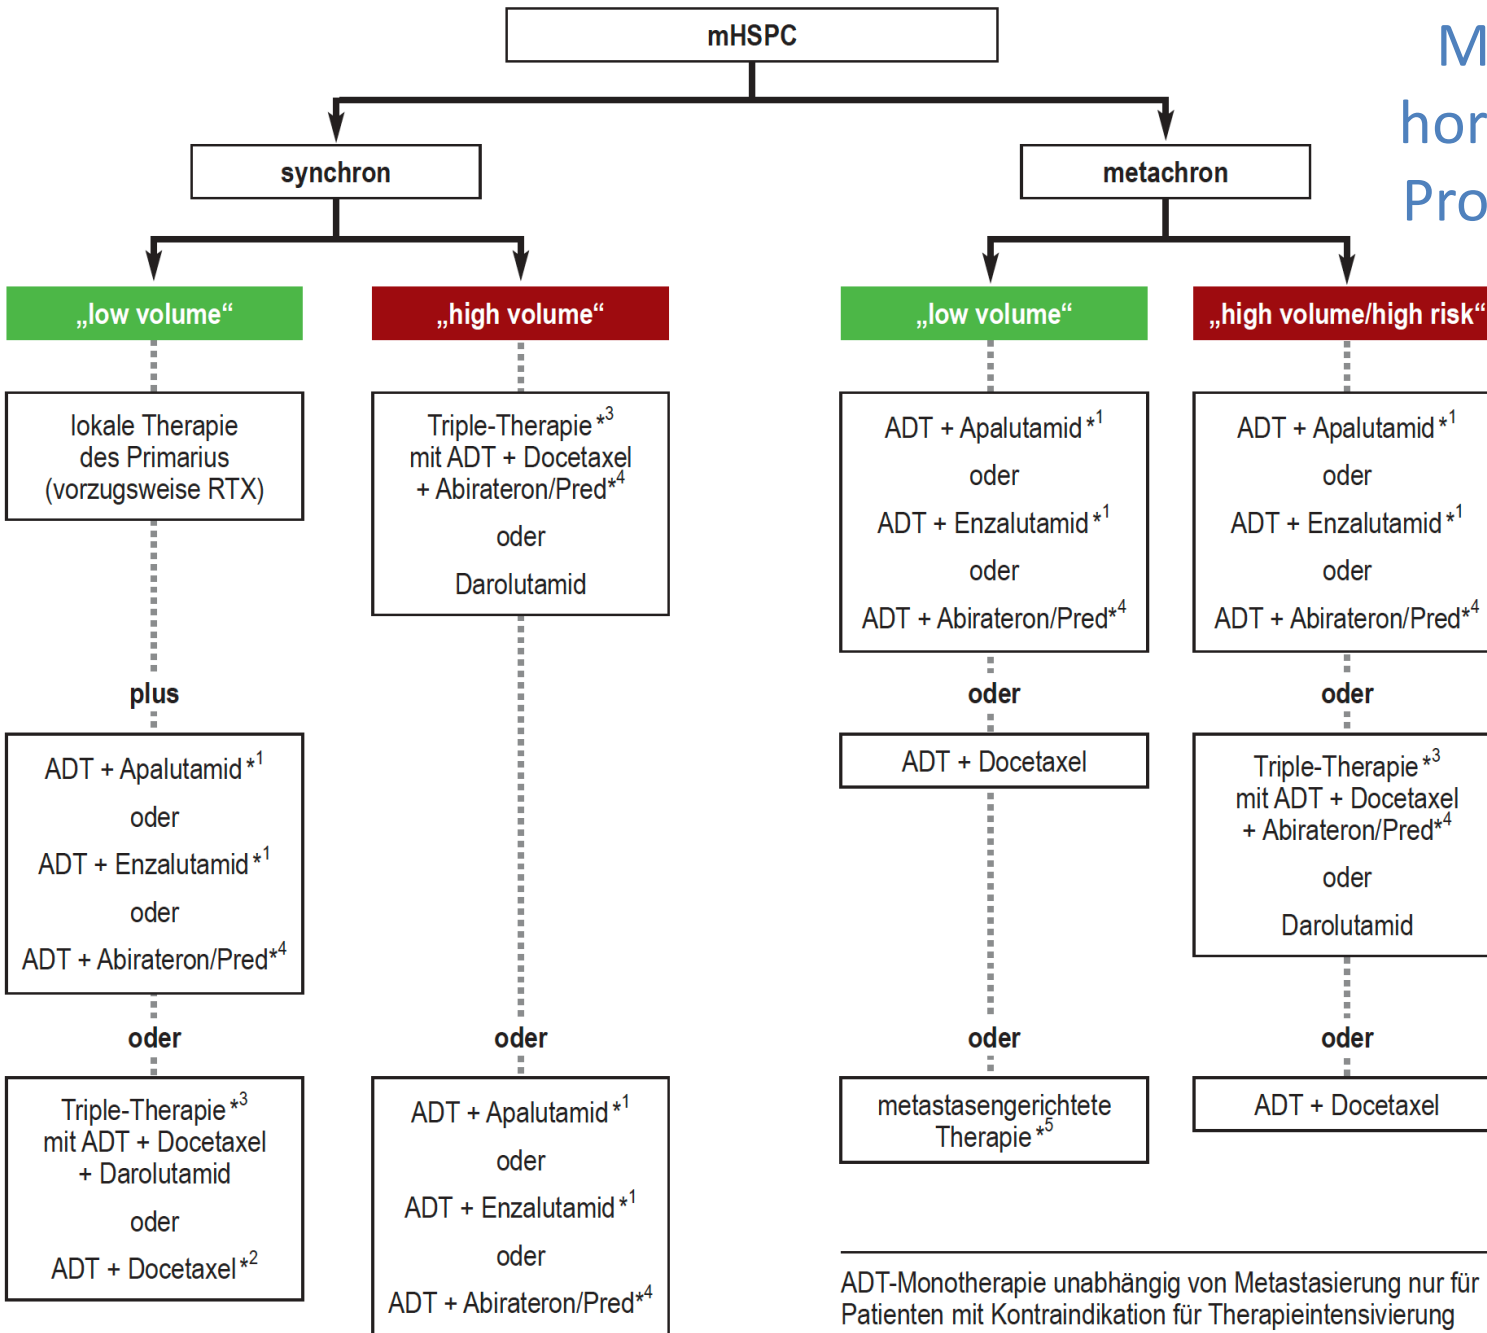 mHSPC
M
hor
Pro
synchron
metachron
„low volume“
„high volume“
„low volume“
„high volume/high risk“
lokale Therapie
des Primarius
(vorzugsweise RTX)
plus
ADT + Apalutamid*1
oder
ADT + Enzalutamid*1
oder
ADT + Abirateron/Pred*4
oder
Triple-Therapie*3
mit ADT + Docetaxel
+ Darolutamid
oder
ADT + Docetaxel*2
Triple-Therapie*3
mit ADT + Docetaxel
+ Abirateron/Pred*4
oder
Darolutamid
oder
ADT + Apalutamid*1
oder
ADT + Enzalutamid*1
oder
ADT + Abirateron/Pred*4
ADT + Apalutamid*1
oder
ADT + Enzalutamid*1
oder
ADT + Abirateron/Pred*4
oder
ADT + Docetaxel
oder
metastasengerichtete
Therapie*5
ADT + Apalutamid*1
oder
ADT + Enzalutamid*1
oder
ADT + Abirateron/Pred*4
oder
Triple-Therapie*3
mit ADT + Docetaxel
+ Abirateron/Pred*4
oder
Darolutamid
oder
ADT + Docetaxel
ADT-Monotherapie unabhängig von Metastasierung nur für
Patienten mit Kontraindikation für Therapieintensivierung